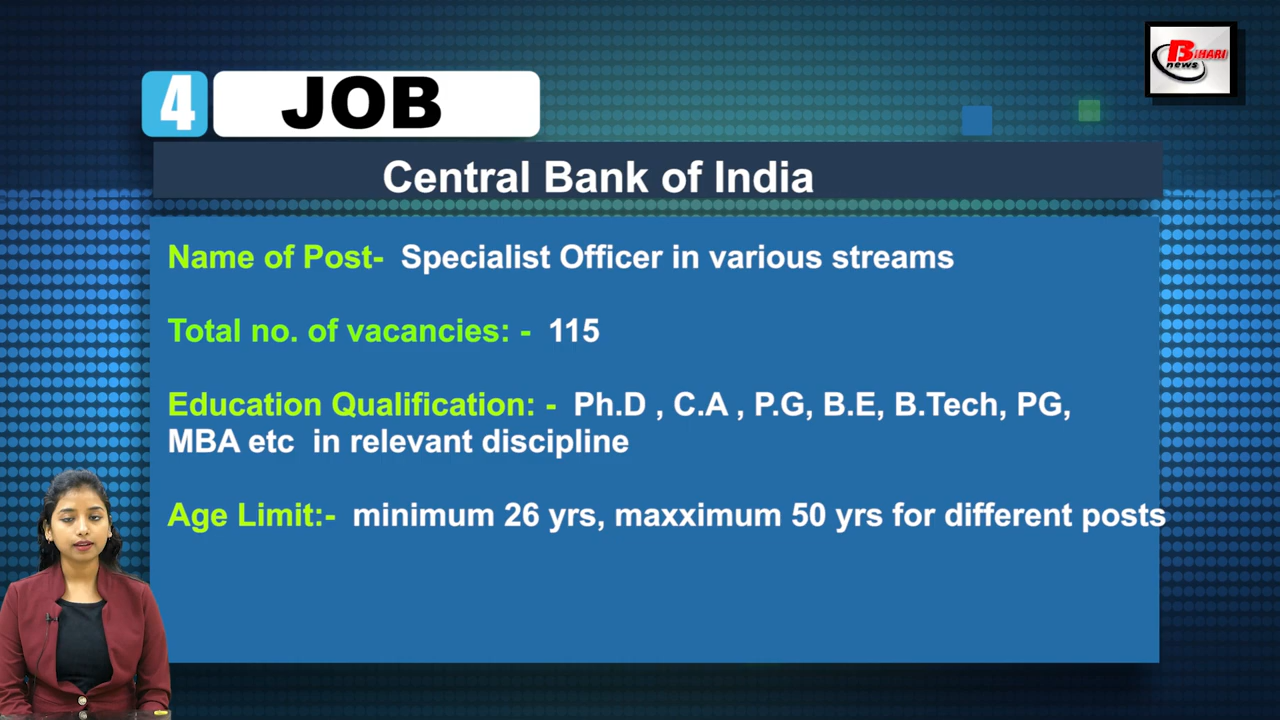 BIHARI
news
4 JOB
Central Bank of India
Name of Post- Specialist Officer in various streams
Total no. of vacancies: - 115
Education Qualification: - Ph.D , C.A , P.G, B.E, B.Tech, PG,
MBA etc in relevant discipline
Age Limit:- minimum 26 yrs, maxximum 50 yrs for different posts